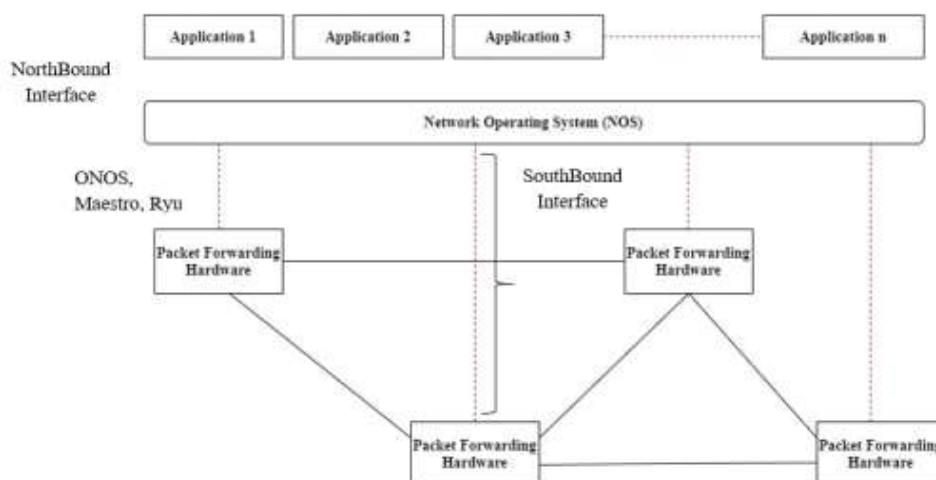 Application 1
Application 2
Application 3
Application n
NorthBound
Interface
Network Operating System (NOS)
ONOS,
Maestro, Ryu
SouthBound
Interface
Packet Forwarding
Hardware
Packet Forwarding
Hardware
Packet Forwarding
Hardware
Packet Forwarding
Hardware